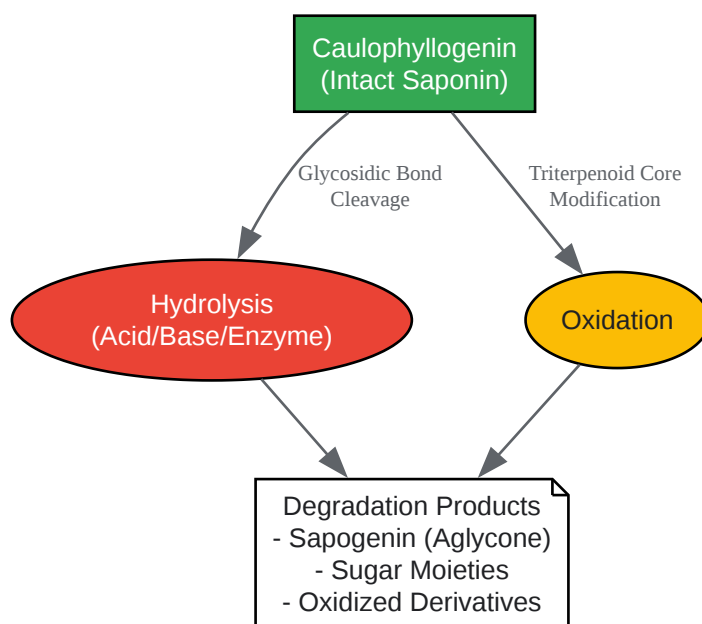 Caulophyllogenin
(Intact Saponin)
Glycosidic Bond
Cleavage
Triterpenoid Core
Modification
Hydrolysis
(Acid/Base/Enzyme)
Oxidation
Degradation Products
- Sapogenin (Aglycone)
- Sugar Moieties
- Oxidized Derivatives